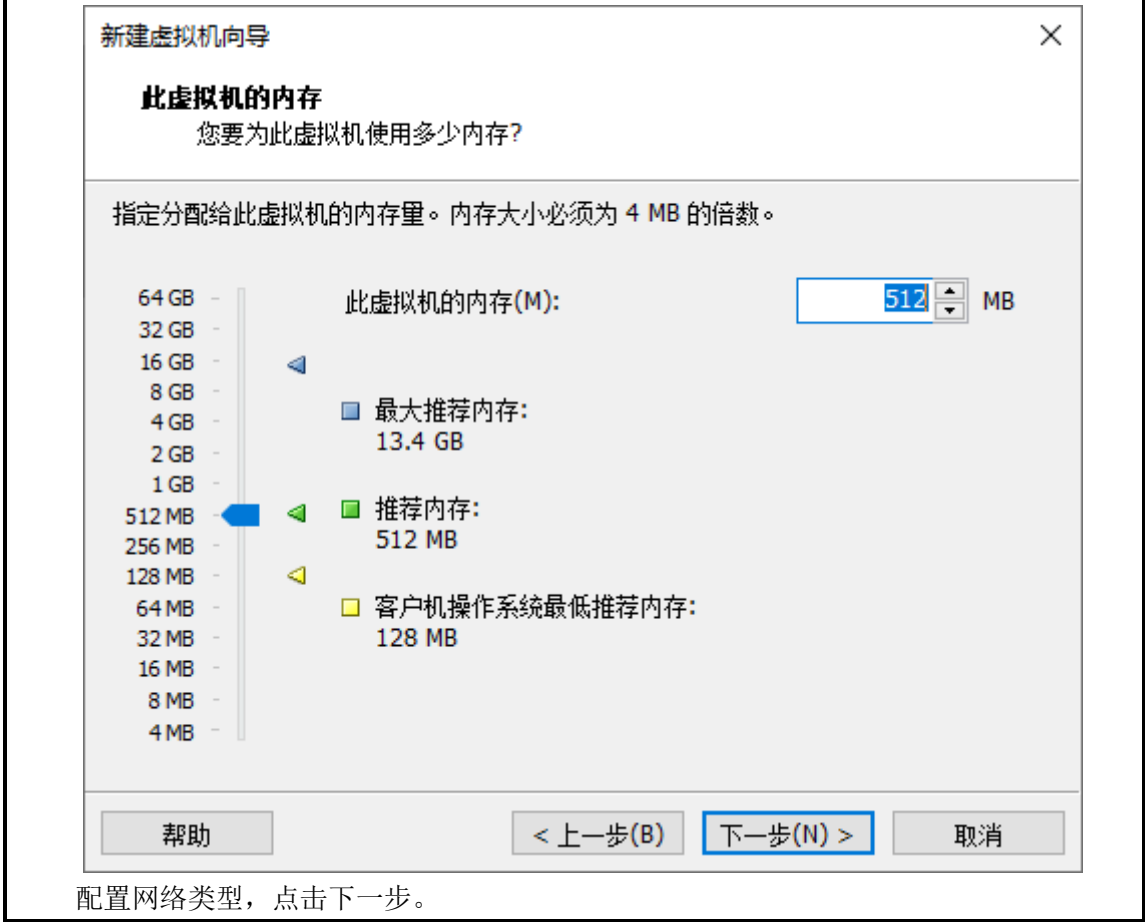 新建虚拟机向导
此虚拟机的内存
您要为此虚拟机使用多少内存?
指定分配给此虚拟机的内存量。内存大小必须为 4 MB 的倍数。
64 GB
32 GB
16 GB
8 GB
4 GB
2 GB
1 GB
512 MB
256 MB
128 MB
64 MB
32 MB
16 MB
8 MB
4 MB
此虚拟机的内存(M): 512 MB
最大推荐内存:
13.4 GB
推荐内存:
512 MB
客户机操作系统最低推荐内存:
128 MB
帮助 < 上一步(B) 下一步(N) > 取消
配置网络类型，点击下一步。